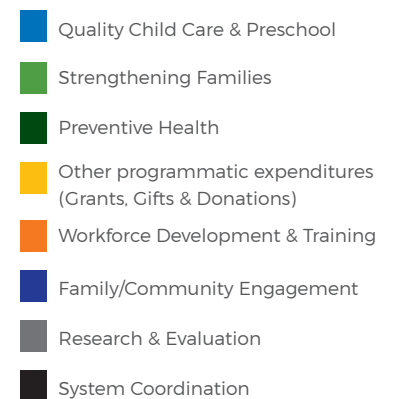 Quality Child Care & Preschool
Strengthening Families
Preventive Health
Other programmatic expenditures
(Grants, Gifts & Donations)
Workforce Development & Training
Family/Community Engagement
Research & Evaluation
System Coordination